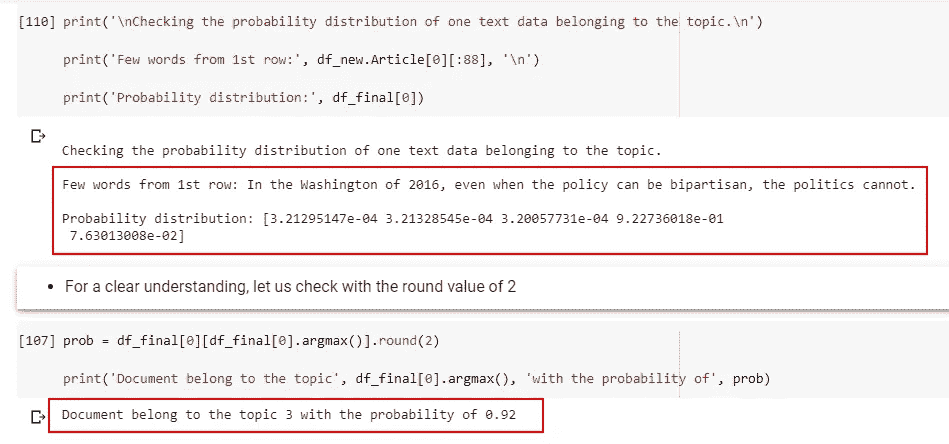 [110] print('\nChecking the probability distribution of one text data belonging to the topic.\n')
print('Few words from 1st row:', df_new.Article[0][:88], '\n')
print('Probability distribution:', df_final[0])
Checking the probability distribution of one text data belonging to the topic.
Few words from 1st row: In the Washington of 2016, even when the policy can be bipartisan, the politics cannot.
Probability distribution: [3.21295147e-04 3.21328545e-04 3.20057731e-04 9.22736018e-01
7.63013008e-02]
• For a clear understanding, let us check with the round value of 2
[107] prob = df_final[0][df_final[0].argmax()].round(2)
print('Document belong to the topic', df_final[0].argmax(), 'with the probability of', prob)
Document belong to the topic 3 with the probability of 0.92